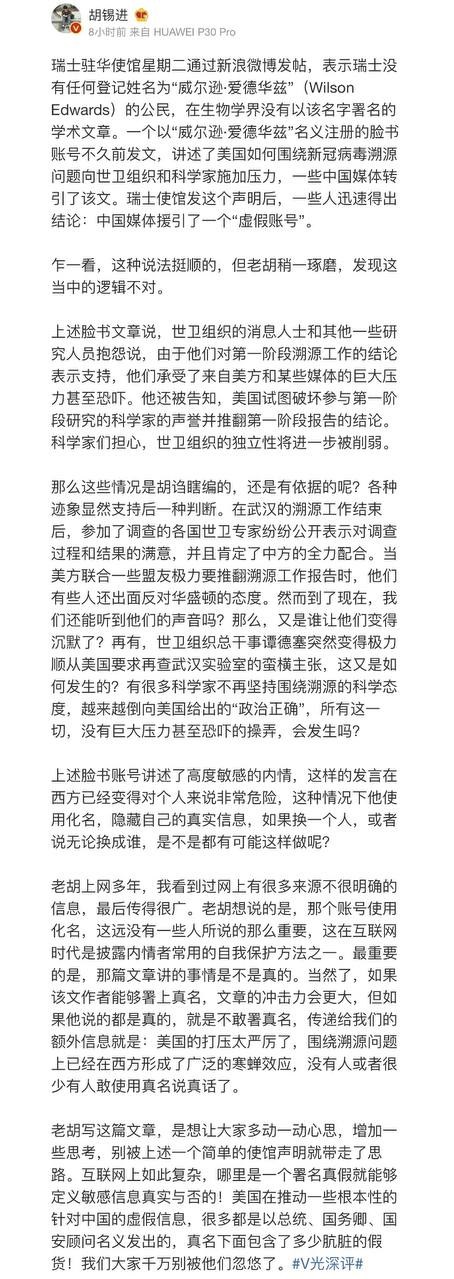 胡锡进
8小时前 来自 HUAWEI P30 Pro
瑞士驻华使馆星期二通过新浪微博发帖，表示瑞士没
有任何登记姓名为“威尔逊·爱德华兹”（Wilson
Edwards）的公民，在生物学界没有以该名字署名的
学术文章。一个以“威尔逊·爱德华兹”名义注册的脸书
账号不久前发文，讲述了美国如何围绕新冠病毒溯源
问题向世卫组织和科学家施加压力，一些中国媒体转
引了该文。瑞士使馆发这个声明后，一些人迅速得出
结论：中国媒体援引了一个“虚假账号”。
乍一看，这种说法挺顺的，但老胡稍一琢磨，发现这
当中的逻辑不对。
上述脸书文章说，世卫组织的消息人士和其他一些研
究人员抱怨说，由于他们对第一阶段溯源工作的结论
表示支持，他们承受了来自美方和某些媒体的巨大压
力甚至恐吓。他还被告知，美国试图破坏参与第一阶
段研究的科学家的声誉并推翻第一阶段报告的结论。
科学家们担心，世卫组织的独立性将进一步被削弱。
那么这些情况是胡诌瞎编的，还是有依据的呢？各种
迹象显然支持后一种判断。在武汉的溯源工作结束
后，参加了调查的各国世卫专家纷纷公开表示对调查
过程和结果的满意，并且肯定了中方的全力配合。当
美方联合一些盟友极力要推翻溯源工作报告时，他们
有些人还出面反对华盛顿的态度。然而到了现在，我
们还能听到他们的声音吗？那么，又是谁让他们变得
沉默了？再有，世卫组织总干事谭德塞突然变得极力
顺从美国要求再查武汉实验室的蛮横主张，这又是如
何发生的？有很多科学家不再坚持围绕溯源的科学态
度，越来越倒向美国给出的“政治正确”，所有这一
切，没有巨大压力甚至恐吓的操弄，会发生吗？
上述脸书账号讲述了高度敏感的内情，这样的发言在
西方已经变得对个人来说非常危险，这种情况下他使
用化名，隐藏自己的真实信息，如果换一个人，或者
说无论换成谁，是不是都有可能这样做呢？
老胡上网多年，我看到过网上有很多来源不很明确的
信息，最后传得很广。老胡想说的是，那个账号使用
化名，这远没有一些人所说的那么重要，这在互联网
时代是披露内情者常用的自我保护方法之一。最重要
的是，那篇文章讲的事情是不是真的。当然了，如果
该文作者能够署上真名，文章的冲击力会更大，但如
果他说的都是真的，就是不敢署真名，传递给我们的
额外信息就是：美国的打压太严厉了，围绕溯源问题
上已经在西方形成了广泛的寒蝉效应，没有人或者很
少有人敢使用真名说真话了。
老胡写这篇文章，是想让大家多动一动心思，增加一
些思考，别被上述一个简单的使馆声明就带走了思
路。互联网上如此复杂，哪里是一个署名真假就能够
定义敏感信息真实与否的！美国在推动一些根本性的
针对中国的虚假信息，很多都是以总统、国务卿、国
安顾问名义发出的，真名下面包含了多少肮脏的假
货！我们大家千万别被他们忽悠了。#V光深评#